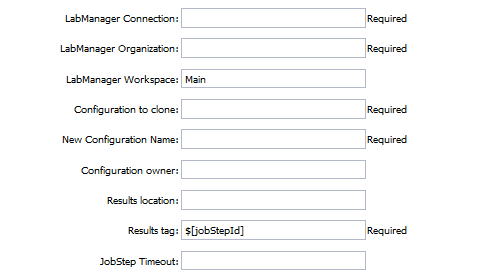 LabManager Connection: Required
LabManager Organization: Required
LabManager Workspace: Main
Configuration to clone: Required
New Configuration Name: Required
Configuration owner:
Results location:
Results tag: $[jobStepId] Required
JobStep Timeout: